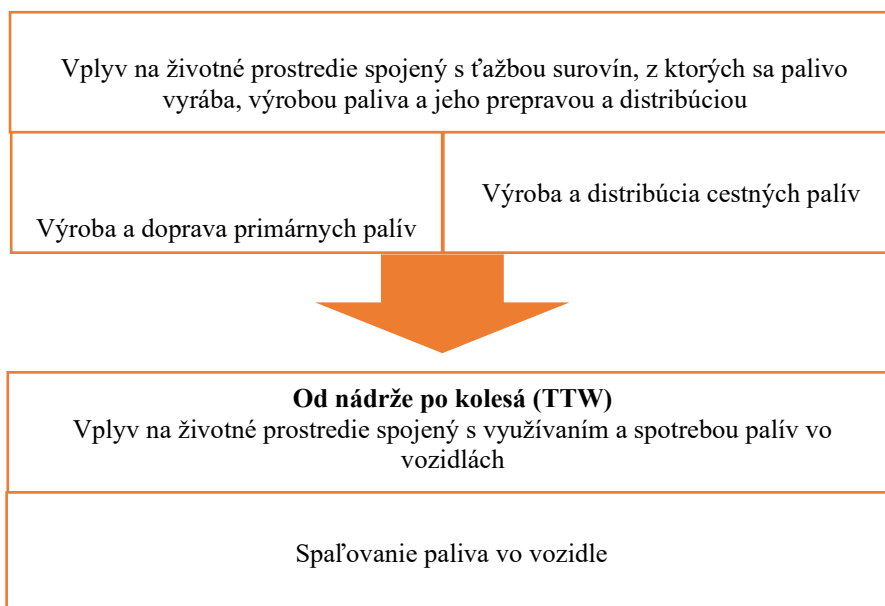 Vplyv na životné prostredie spojený s ťažbou surovín, z ktorých sa palivo
vyrába, výrobou paliva a jeho prepravou a distribúciou
Výroba a doprava primárnych palív
Výroba a distribúcia cestných palív
Od nádrže po kolesá (TTW)
Vplyv na životné prostredie spojený s využívaním a spotrebou palív vo
vozidlách
Spaľovanie paliva vo vozidle